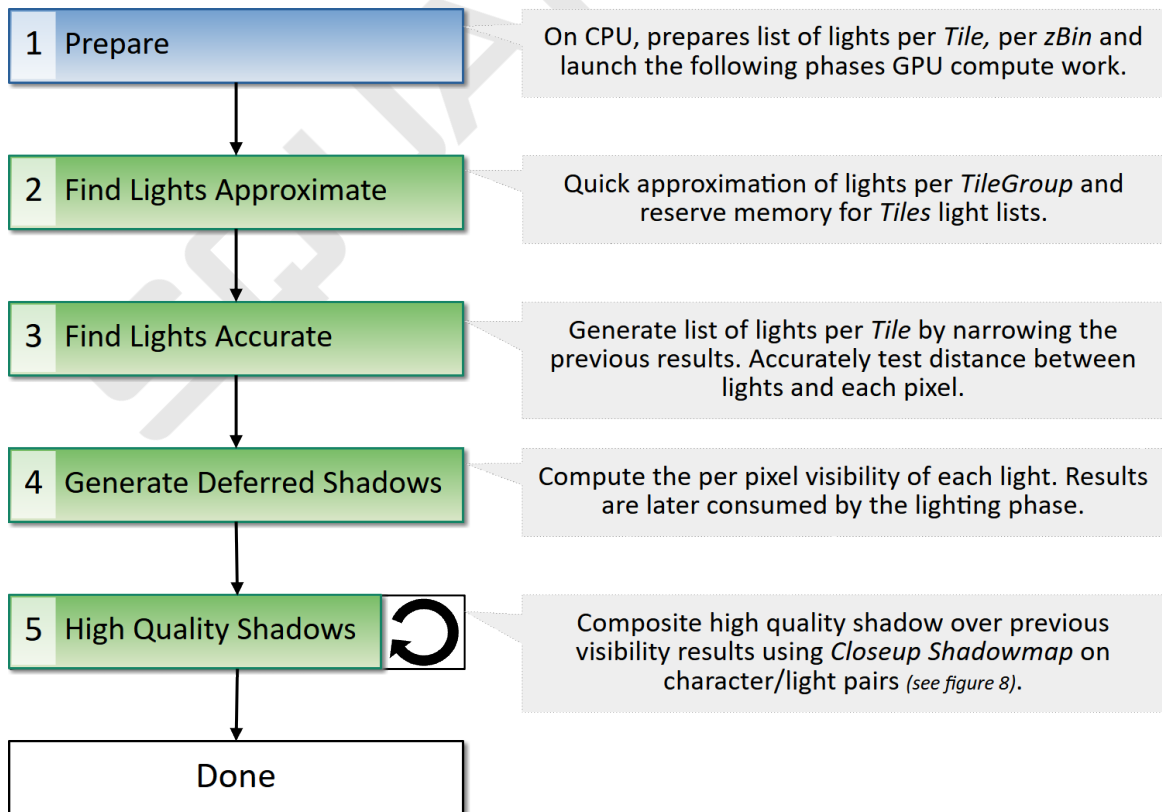 1 Prepare
On CPU, prepares list of lights per Tile, per zBin and
launch the following phases GPU compute work.
2 Find Lights Approximate
Quick approximation of lights per TileGroup and
reserve memory for Tiles light lists.
3 Find Lights Accurate
Generate list of lights per Tile by narrowing the
previous results. Accurately test distance between
lights and each pixel.
4 Generate Deferred Shadows
Compute the per pixel visibility of each light. Results
are later consumed by the lighting phase.
5 High Quality Shadows
Composite high quality shadow over previous
visibility results using Closeup Shadowmap on
character/light pairs (see figure 8).
Done